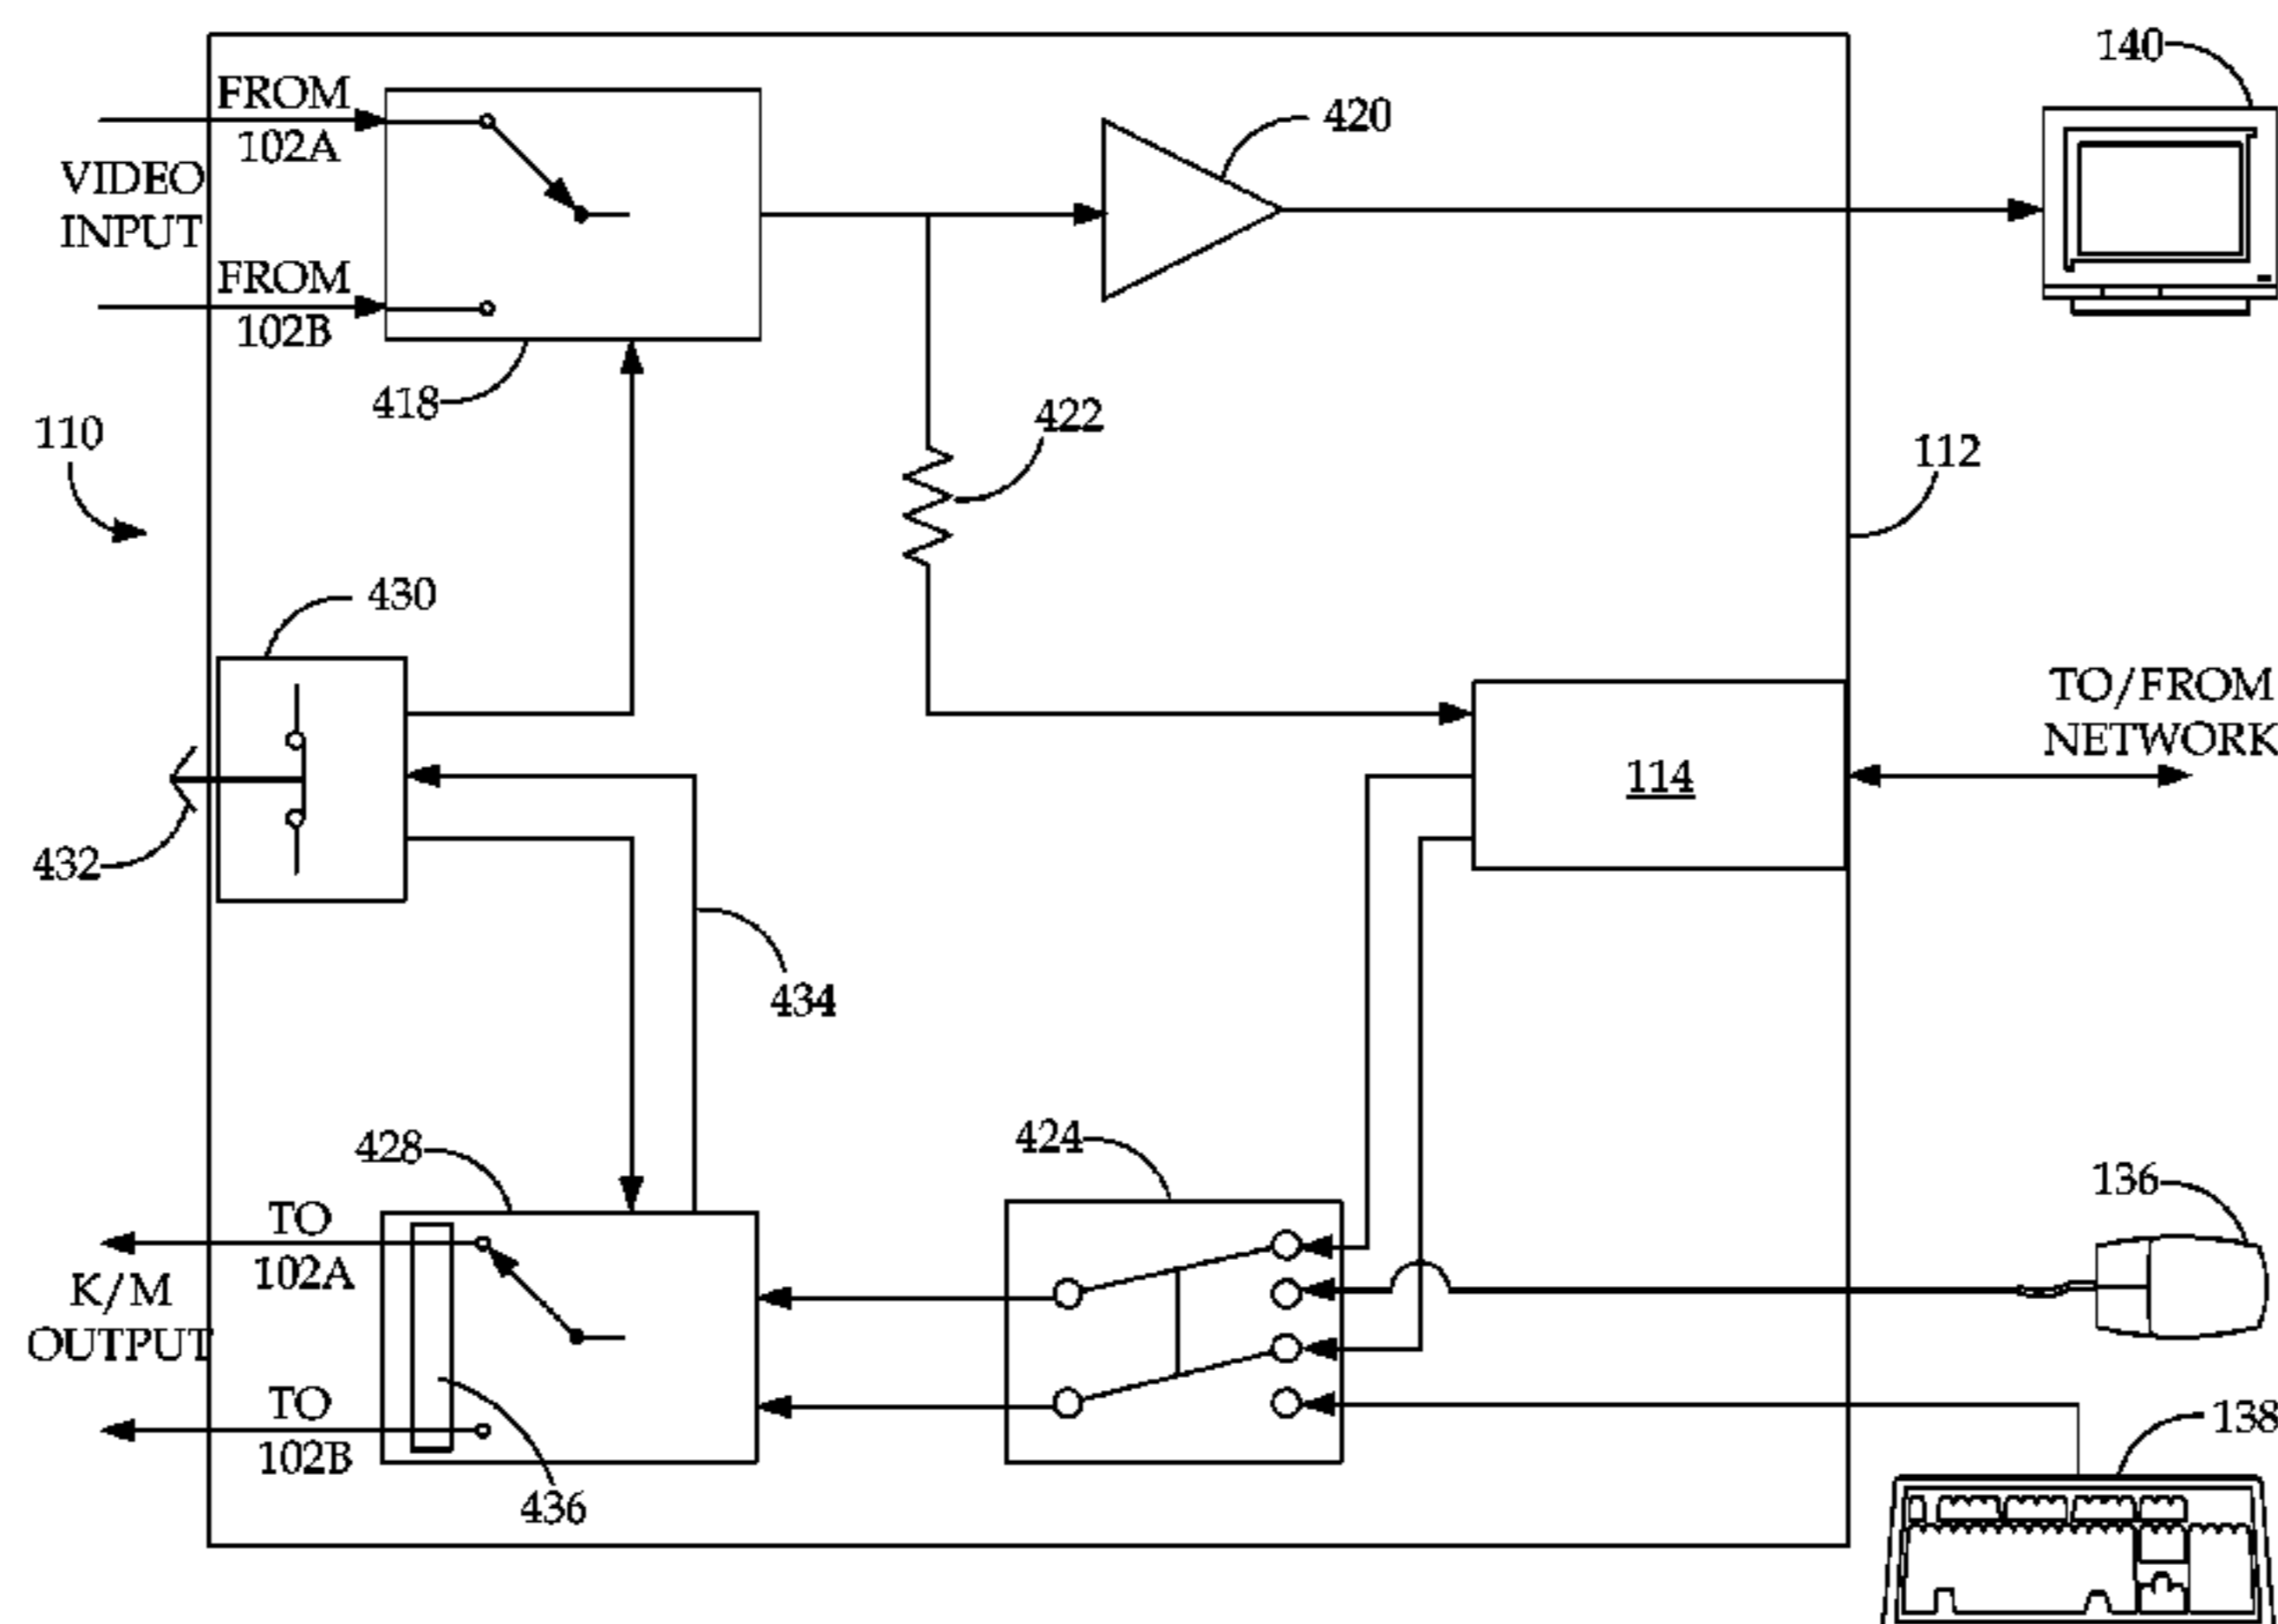 140
FROM
102A
420
VIDEO
INPUT
FROM
102B
418
422
110
112
430
TO/FROM
NETWORK
114
432
434
428
424
136
TO
102A
K/M
OUTPUT
TO
102B
138
436